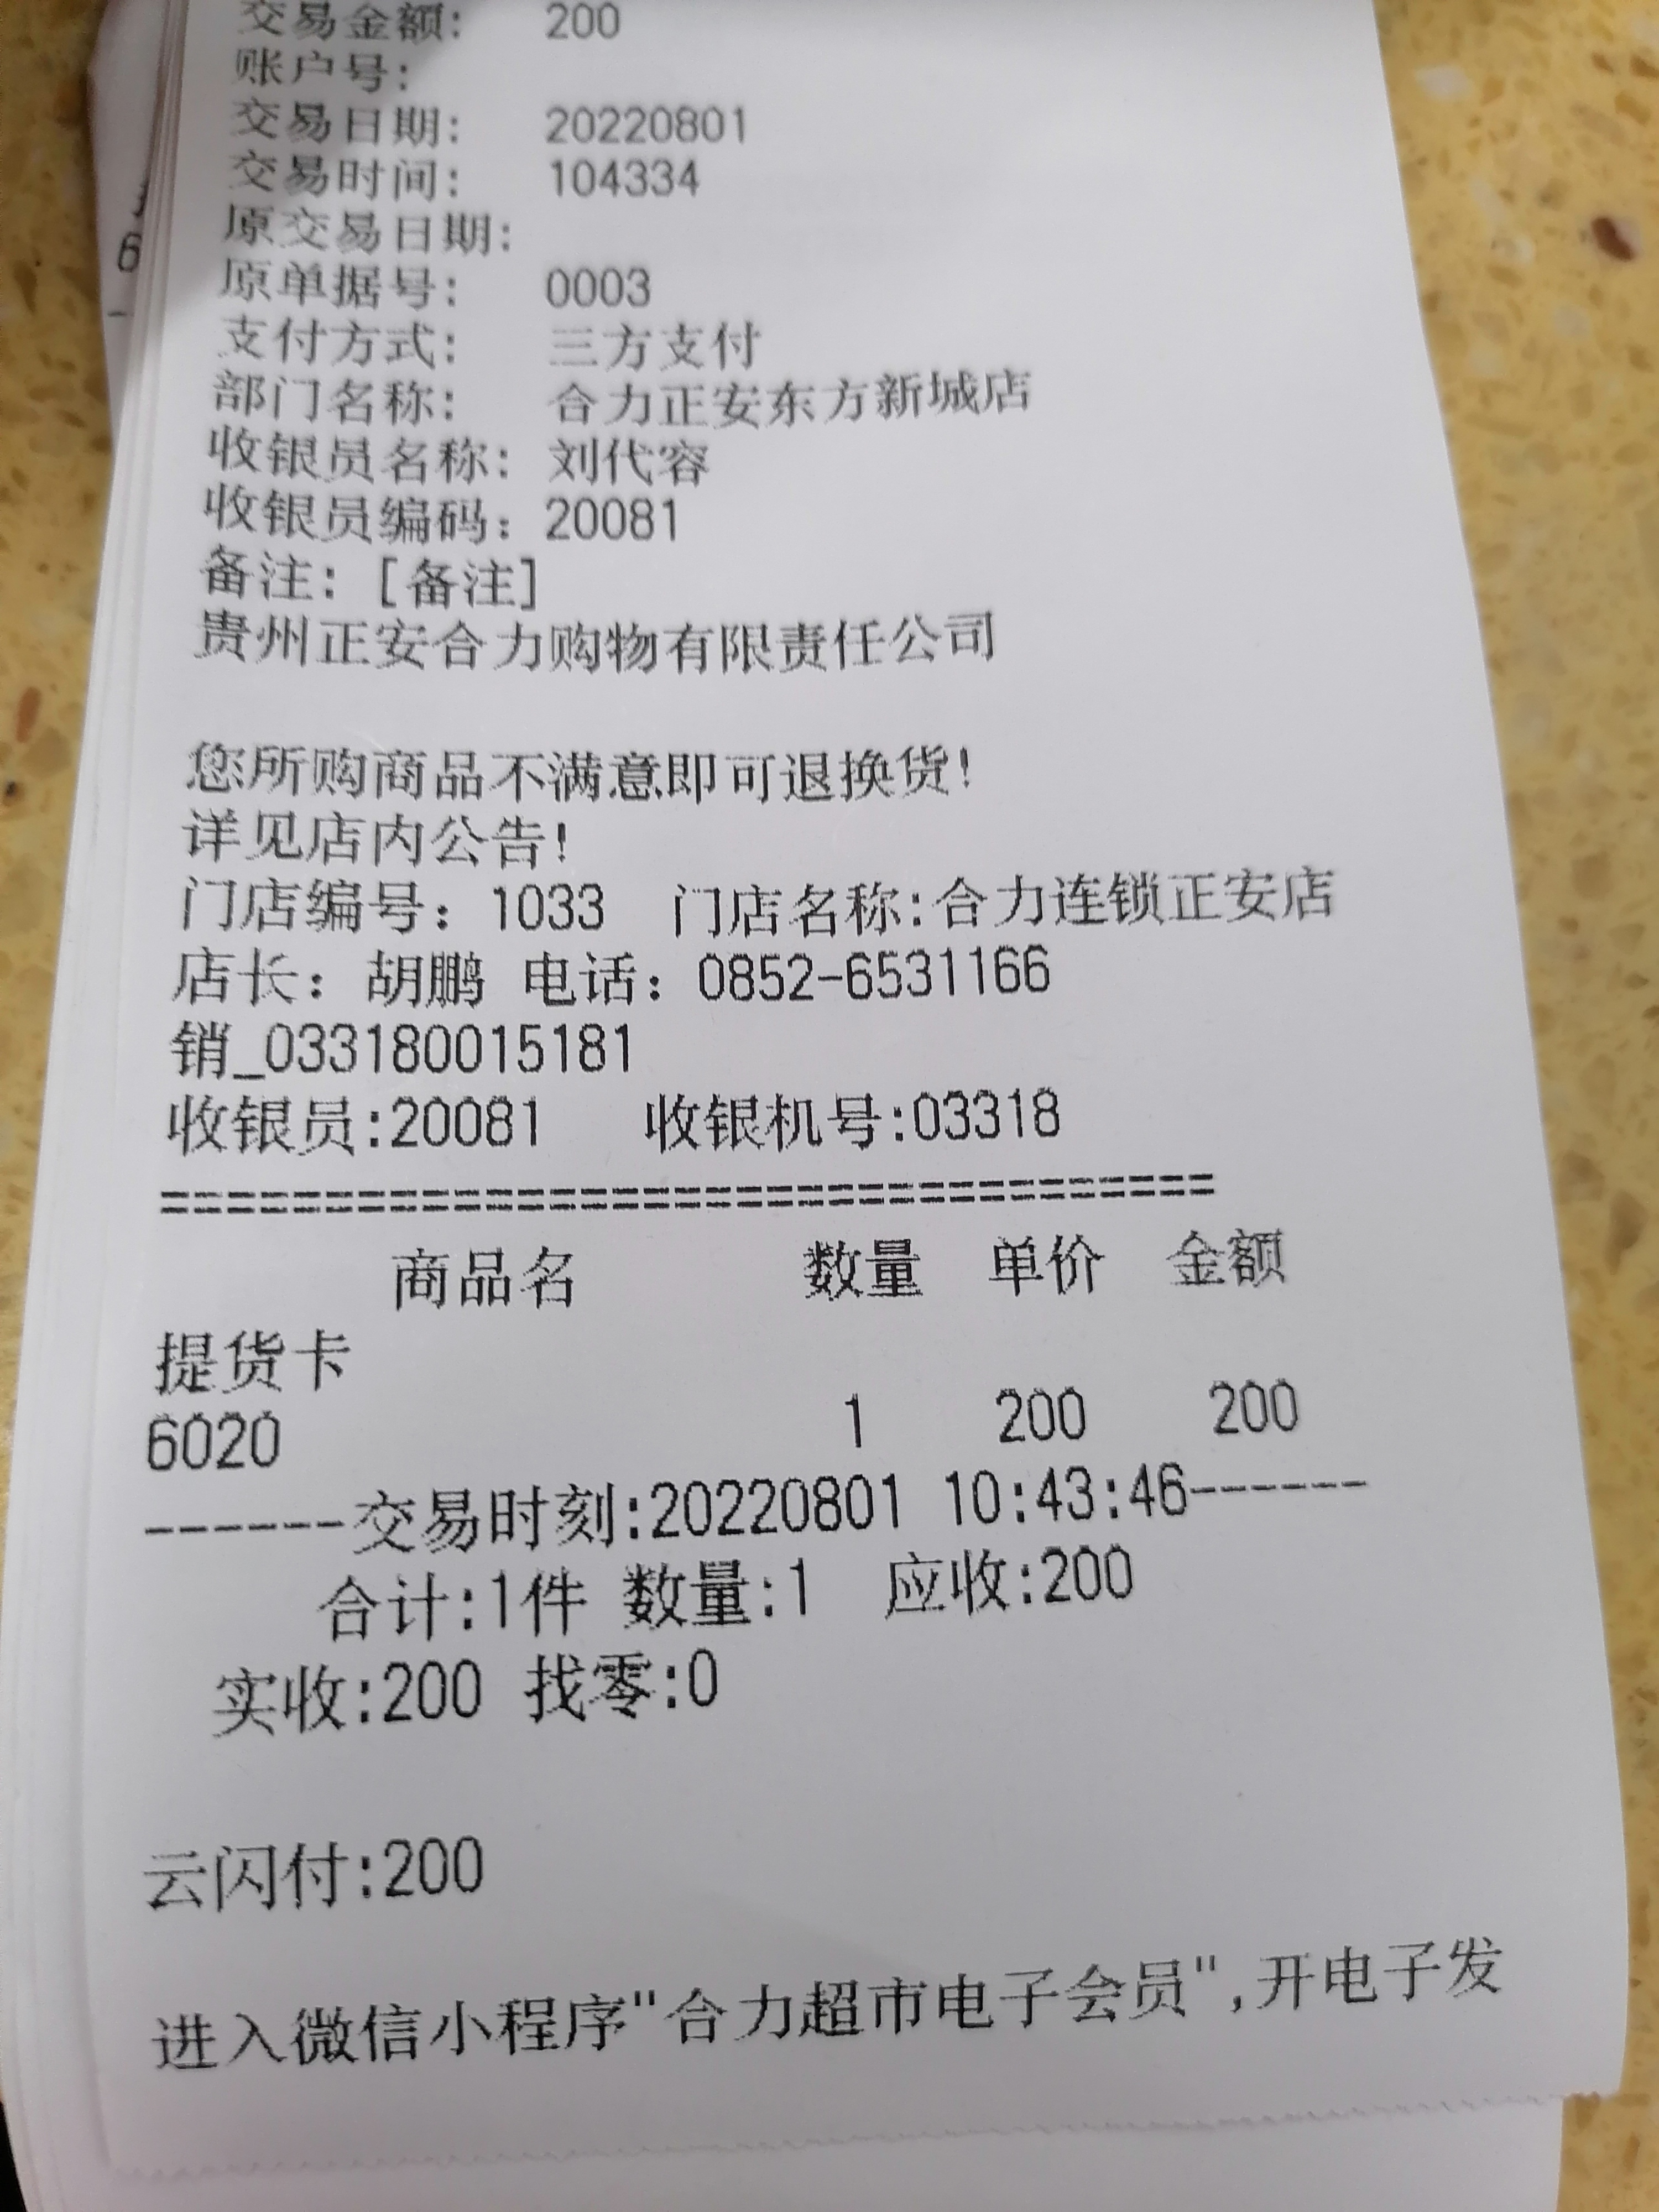 交易金额: 200
账户号:
交易日期: 20220801
交易时间: 104334
原交易日期:
原单据号: 0003
支付方式: 三方支付
部门名称: 合力正安东方新城店
收银员名称: 刘代容
收银员编码: 20081
备注: [备注]
贵州正安合力购物有限责任公司
您所购商品不满意即可退换货!
详见店内公告!
门店编号: 1033 门店名称:合力连锁正安店
店长: 胡鹏 电话: 0852-6531166
销_033180015181
收银员:20081 收银机号:03318
=================================
商品名 数量 单价 金额
提货卡
6020 1 200 200
------交易时刻:20220801 10:43:46------
合计:1件 数量:1 应收:200
实收:200 找零:0
云闪付:200
进入微信小程序"合力超市电子会员",开电子发
6